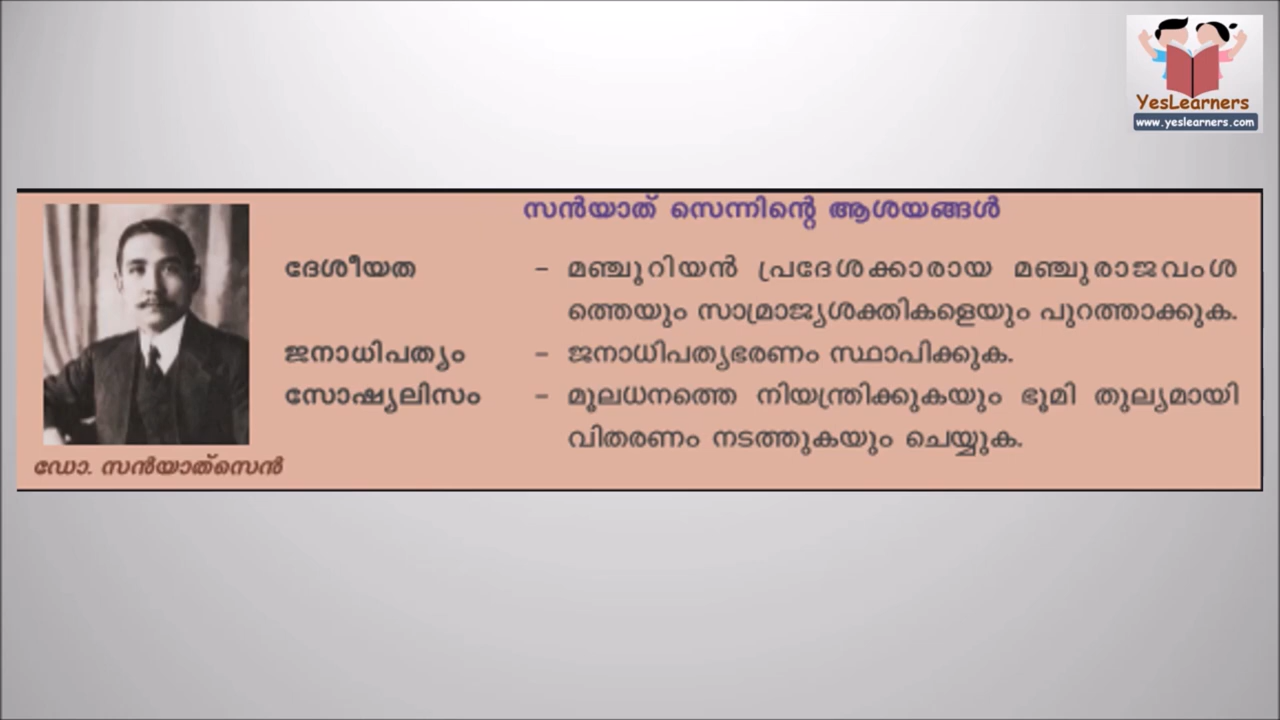 YesLearners
www.yeslearners.com
സൻയാത് സെന്നിന്റെ ആശയങ്ങൾ
ദേശീയത – മഞ്ചൂറിയൻ പ്രദേശക്കാരായ മഞ്ചുരാജവംശ
ത്തെയും സാമ്രാജ്യശക്തികളെയും പുറത്താക്കുക.
ജനാധിപത്യം – ജനാധിപത്യഭരണം സ്ഥാപിക്കുക.
സോഷ്യലിസം – മൂലധനത്തെ നിയന്ത്രിക്കുകയും ഭൂമി തുല്യമായി
വിതരണം നടത്തുകയും ചെയ്യുക.
ഡോ. സൻയാത്സെൻ